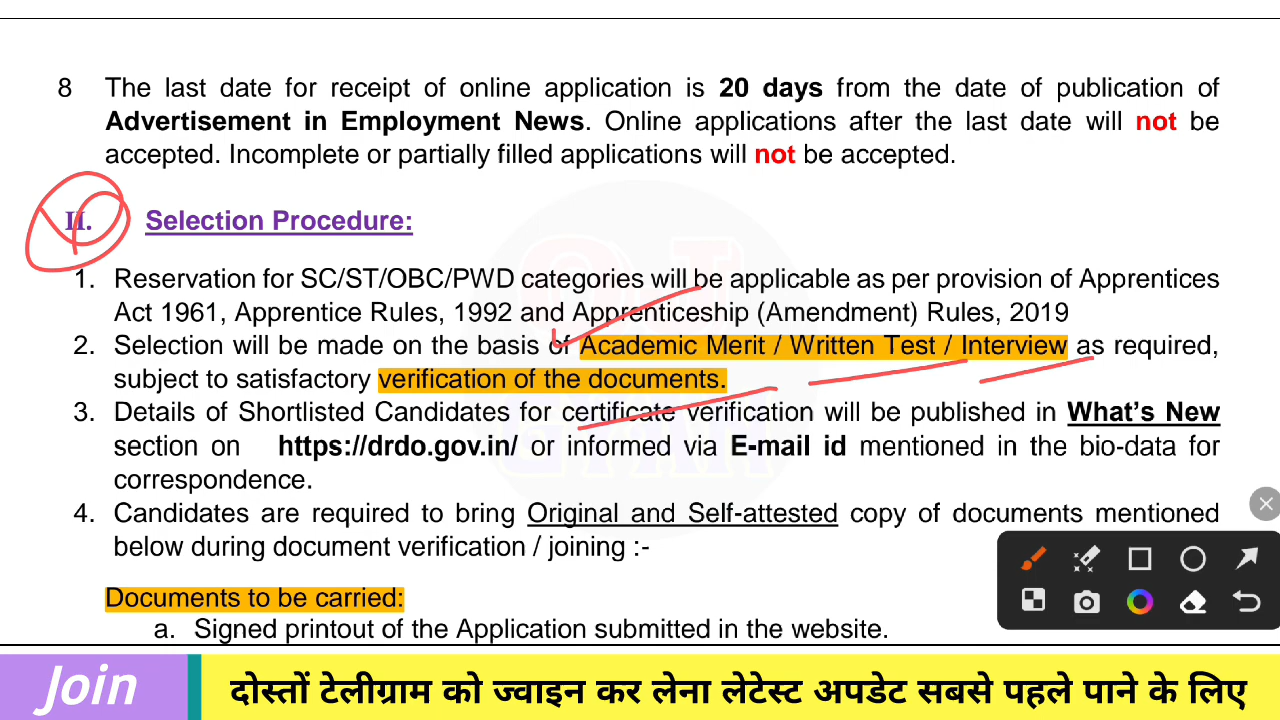 8 The last date for receipt of online application is 20 days from the date of publication of
Advertisement in Employment News. Online applications after the last date will not be
accepted. Incomplete or partially filled applications will not be accepted.
II. Selection Procedure:
1. Reservation for SC/ST/OBC/PWD categories will be applicable as per provision of Apprentices
Act 1961, Apprentice Rules, 1992 and Apprenticeship (Amendment) Rules, 2019
2. Selection will be made on the basis of Academic Merit / Written Test / Interview as required,
subject to satisfactory verification of the documents.
3. Details of Shortlisted Candidates for certificate verification will be published in What's New
section on https://drdo.gov.in/ or informed via E-mail id mentioned in the bio-data for
correspondence.
4. Candidates are required to bring Original and Self-attested copy of documents mentioned
below during document verification / joining :-
Documents to be carried:
a. Signed printout of the Application submitted in the website.
Join दोस्तों टेलीग्राम को ज्वाइन कर लेना लेटेस्ट अपडेट सबसे पहले पाने के लिए